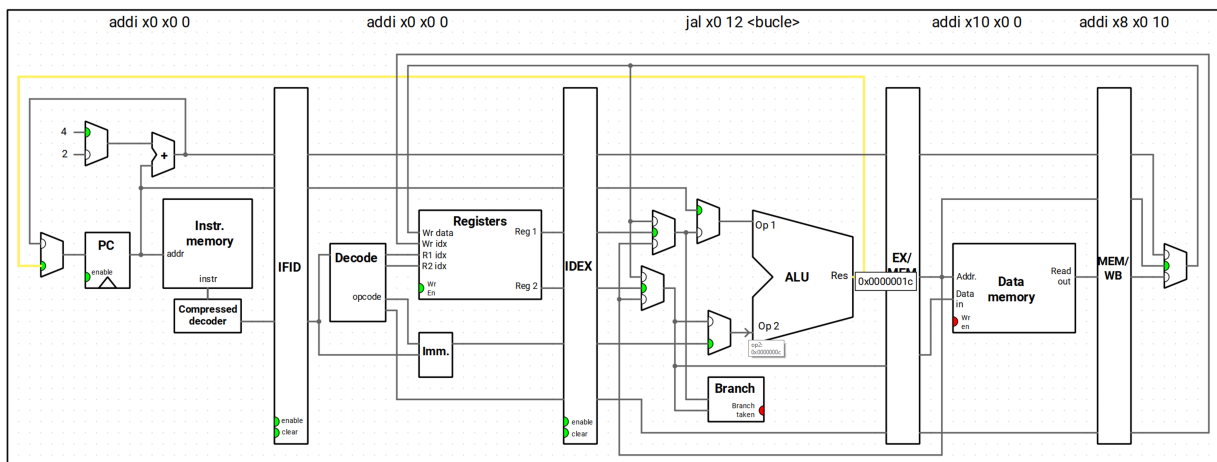 addi x0 x0 0
addi x0 x0 0
jal x0 12 <bucle>
addi x10 x0 0
addi x8 x0 10
4
2
+
PC
enable
Instr.
memory
addr
instr
Compressed
decoder
IFID
enable
clear
Decode
opcode
Registers
Wr data
Wr idx
R1 idx
R2 idx
Wr
En
Reg 1
Reg 2
Imm.
IDEX
enable
clear
Op 1
ALU
Res
Op 2
op2:
0x0000000c
0x0000001c
Branch
Branch
taken
EX/
MEM
Addr.
Data
in
Wr
en
Data
memory
Read
out
MEM/
WB